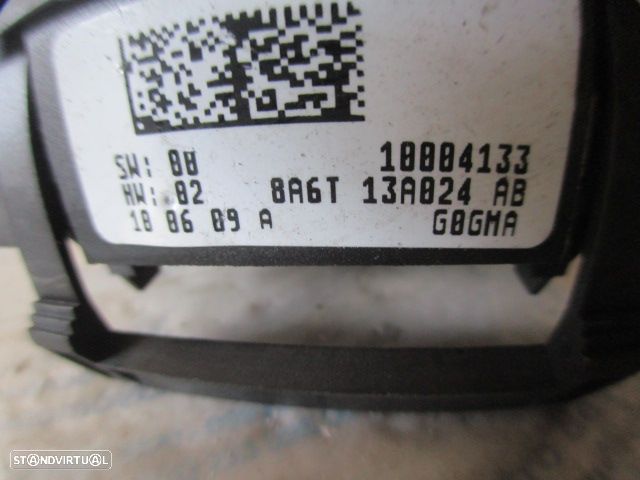 SW: 00 10004133
HW: 02 8A6T 13A024 AB
18 06 09 A G0GMA
STANDVIRTUAL